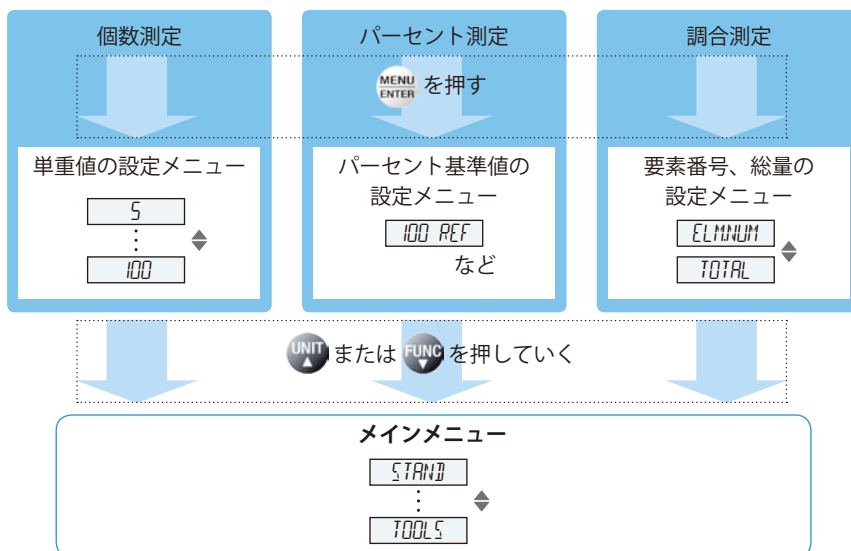 個数測定
パーセント測定
調合測定
MENU
ENTER
を押す
単重値の設定メニュー
5
100
パーセント基準値の
設定メニュー
100 REF
など
要素番号、総量の
設定メニュー
ELM.NUM
TOTAL
UNIT または FUNC を押していく
メインメニュー
STAND
TOOLS